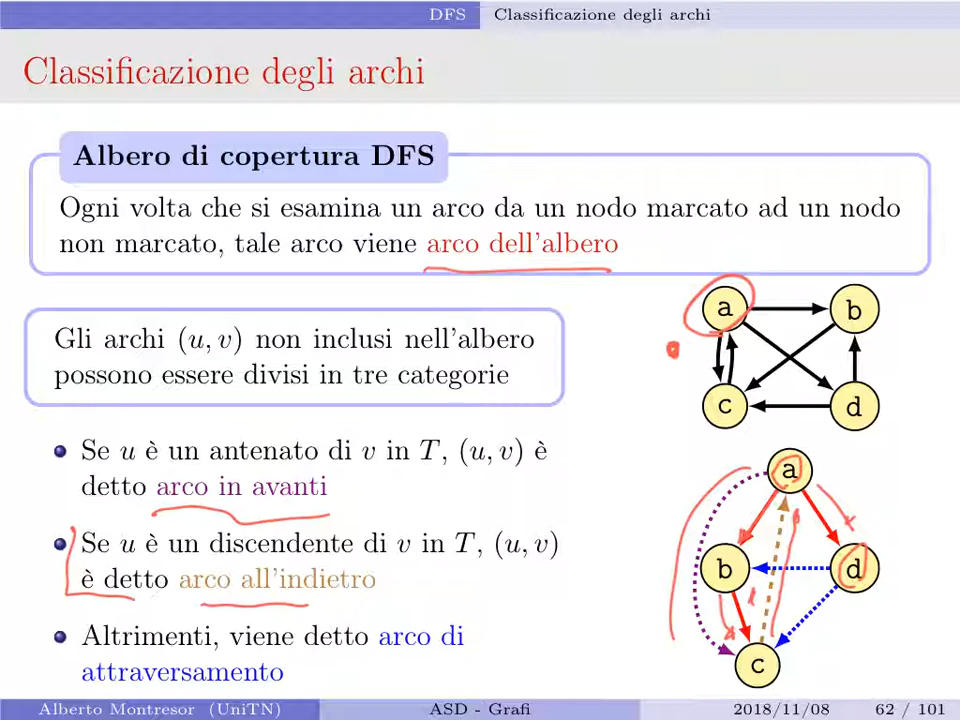 DFS Classificazione degli archi
Classificazione degli archi
Albero di copertura DFS
Ogni volta che si esamina un arco da un nodo marcato ad un nodo
non marcato, tale arco viene arco dell'albero
Gli archi (u, v) non inclusi nell'albero
possono essere divisi in tre categorie
Se u è un antenato di v in T, (u, v) è
detto arco in avanti
Se u è un discendente di v in T, (u, v)
è detto arco all'indietro
Altrimenti, viene detto arco di
attraversamento
a b
c d
a
b d
c
Alberto Montresor (UniTN) ASD - Grafi 2018/11/08 62 / 101